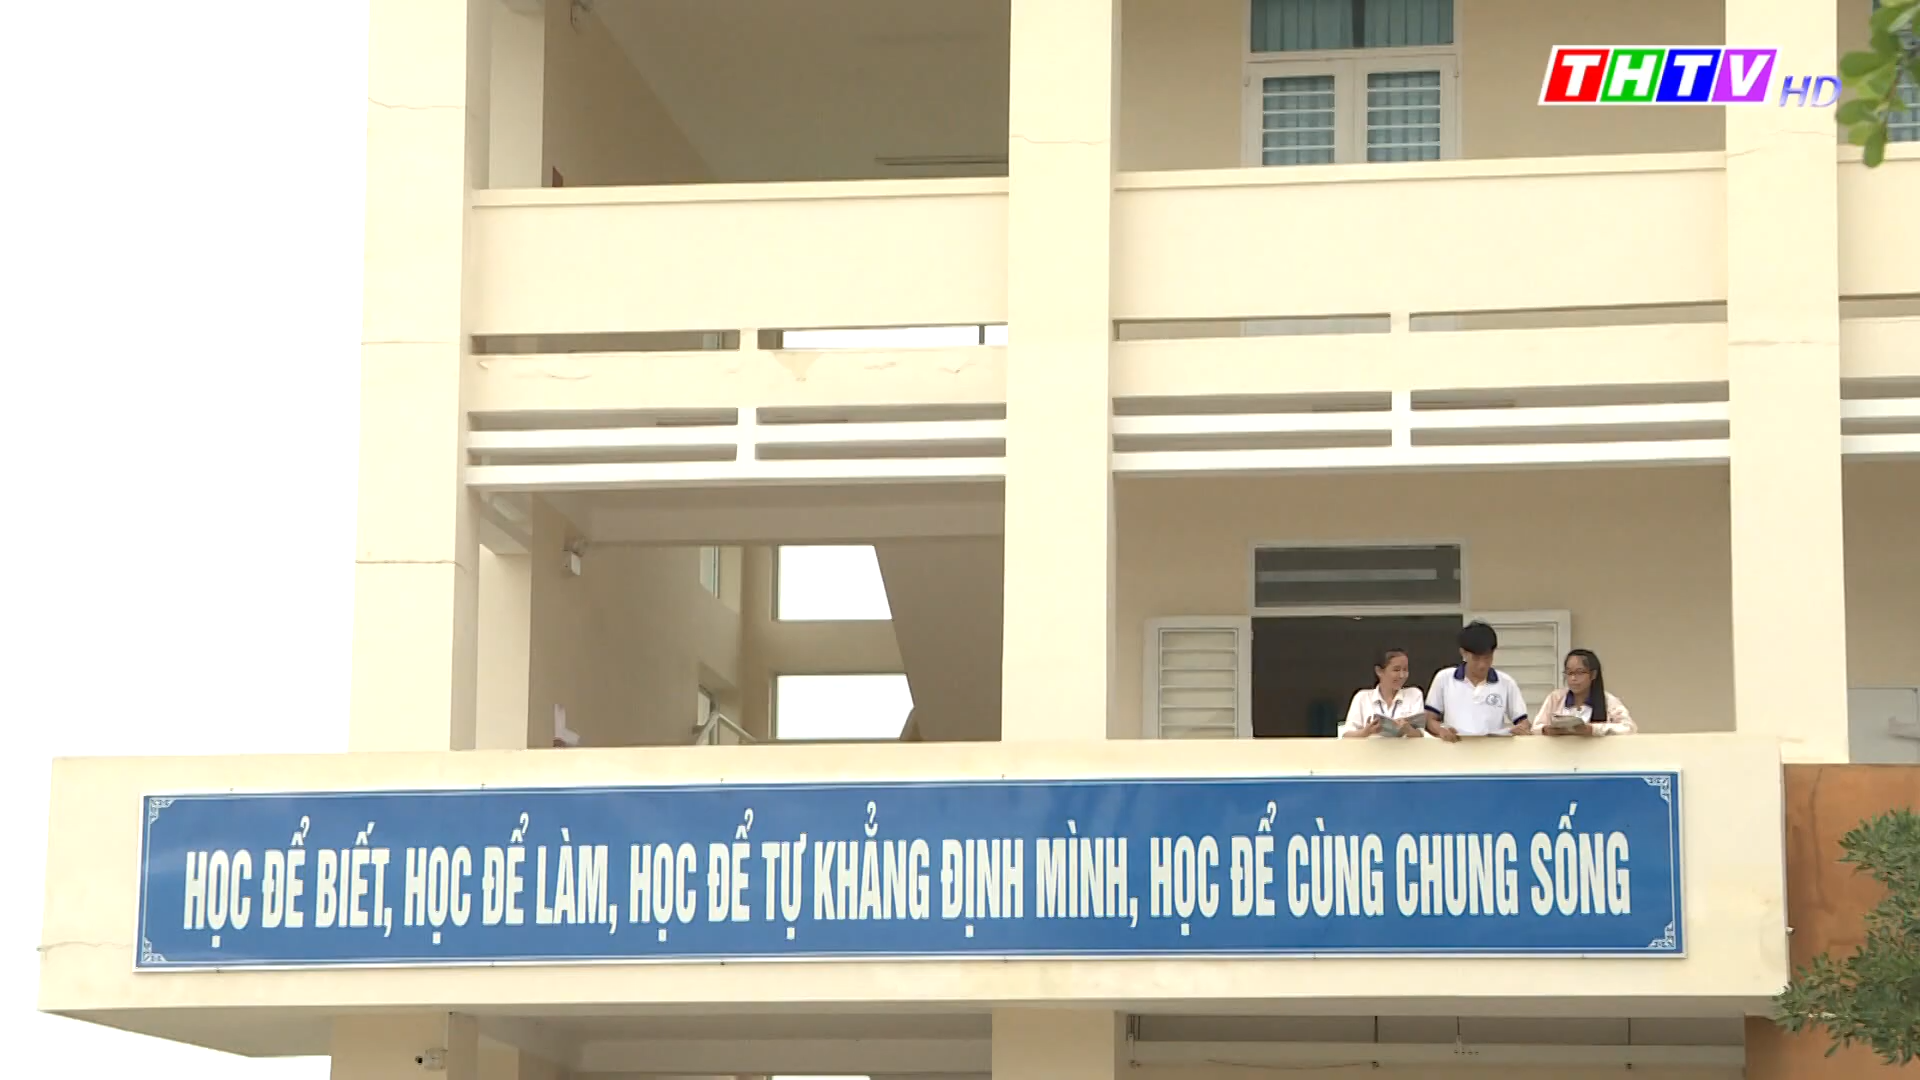 THTV HD
HỌC ĐỂ BIẾT, HỌC ĐỂ LÀM, HỌC ĐỂ TỰ KHẲNG ĐỊNH MÌNH, HỌC ĐỂ CÙNG CHUNG SỐNG